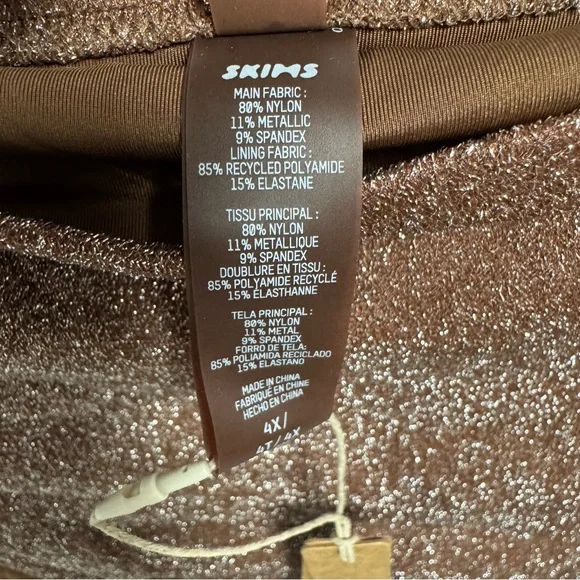 SKIMS
MAIN FABRIC :
80% NYLON
11% METALLIC
9% SPANDEX
LINING FABRIC :
85% RECYCLED POLYAMIDE
15% ELASTANE
TISSU PRINCIPAL :
80% NYLON
11% METALLIQUE
9% SPANDEX
DOUBLURE EN TISSU :
85% POLYAMIDE RECYCLÉ
15% ÉLASTHANNE
TELA PRINCIPAL :
80% NYLON
11% METAL
9% SPANDEX
FORRO DE TELA:
85% POLIAMIDA RECICLADO
15% ELASTANO
MADE IN CHINA
FABRIQUÉ EN CHINE
HECHO EN CHINA
4X/
4T/4X